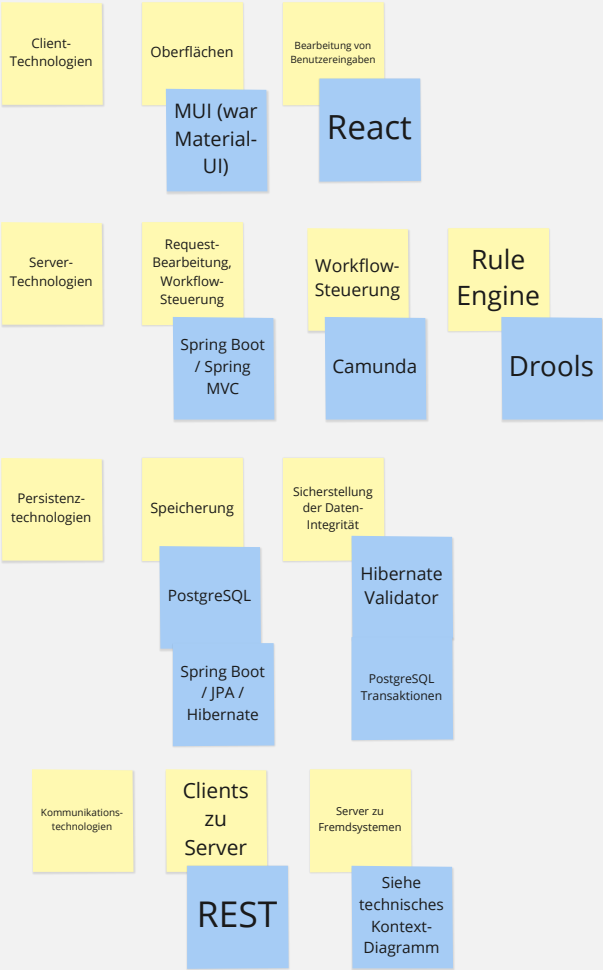 Client-
Technologien
Oberflächen
Bearbeitung von
Benutzereingaben
MUI (war
Material-
UI)
React
Server-
Technologien
Request-
Bearbeitung,
Workflow-
Steuerung
Workflow-
Steuerung
Rule
Engine
Spring Boot
/ Spring
MVC
Camunda
Drools
Persistenz-
technologien
Speicherung
Sicherstellung
der Daten-
Integrität
PostgreSQL
Hibernate
Validator
Spring Boot
/ JPA /
Hibernate
PostgreSQL
Transaktionen
Kommunikations-
technologien
Clients
zu
Server
Server zu
Fremdsystemen
REST
Siehe
technisches
Kontext-
Diagramm